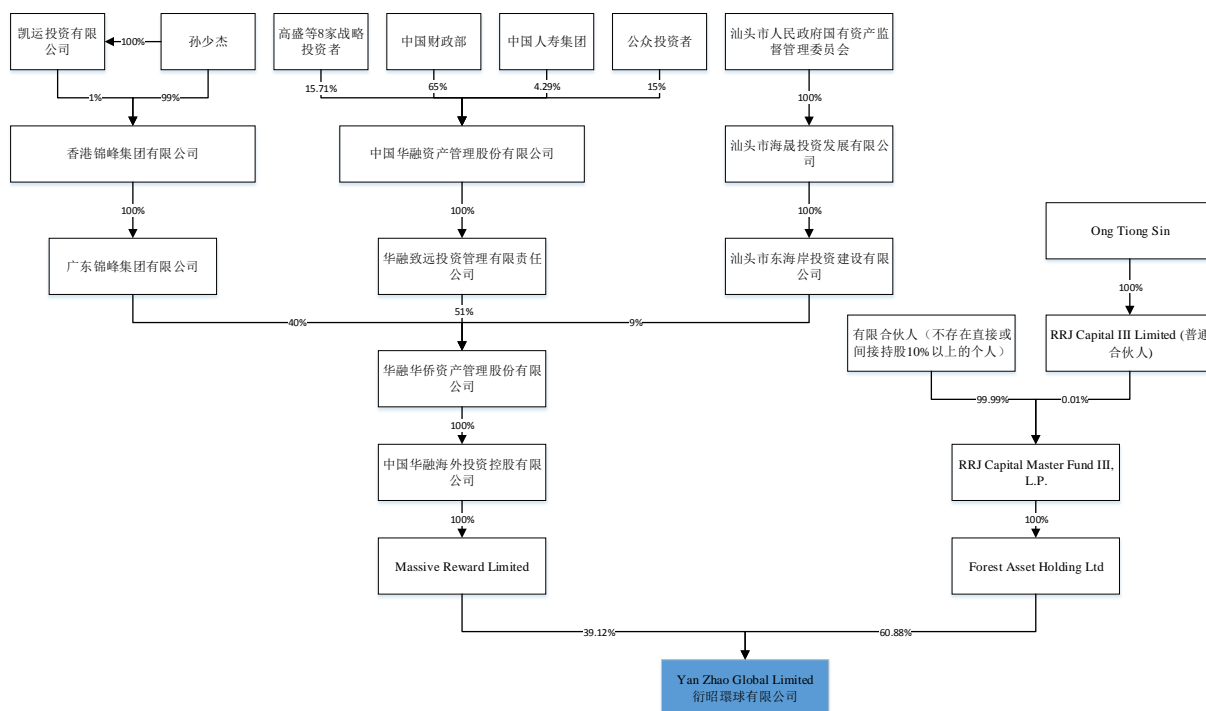 凯运投资有限
公司
100%
孙少杰
高盛等8家战略
投资者
中国财政部
中国人寿集团
公众投资者
汕头市人民政府国有资产监
督管理委员会
1%
99%
15.71%
65%
4.29%
15%
100%
香港锦峰集团有限公司
中国华融资产管理股份有限公司
汕头市海晟投资发展有限公
司
100%
100%
100%
广东锦峰集团有限公司
华融致远投资管理有限责任
公司
汕头市东海岸投资建设有限公
司
Ong Tiong Sin
100%
40%
51%
9%
有限合伙人（不存在直接或
间接持股10%以上的个人）
RRJ Capital III Limited (普通
合伙人)
华融华侨资产管理股份有限
公司
99.99%
0.01%
100%
中国华融海外投资控股有限
公司
RRJ Capital Master Fund III,
L.P.
100%
100%
Massive Reward Limited
Forest Asset Holding Ltd
39.12%
60.88%
Yan Zhao Global Limited
衍昭環球有限公司